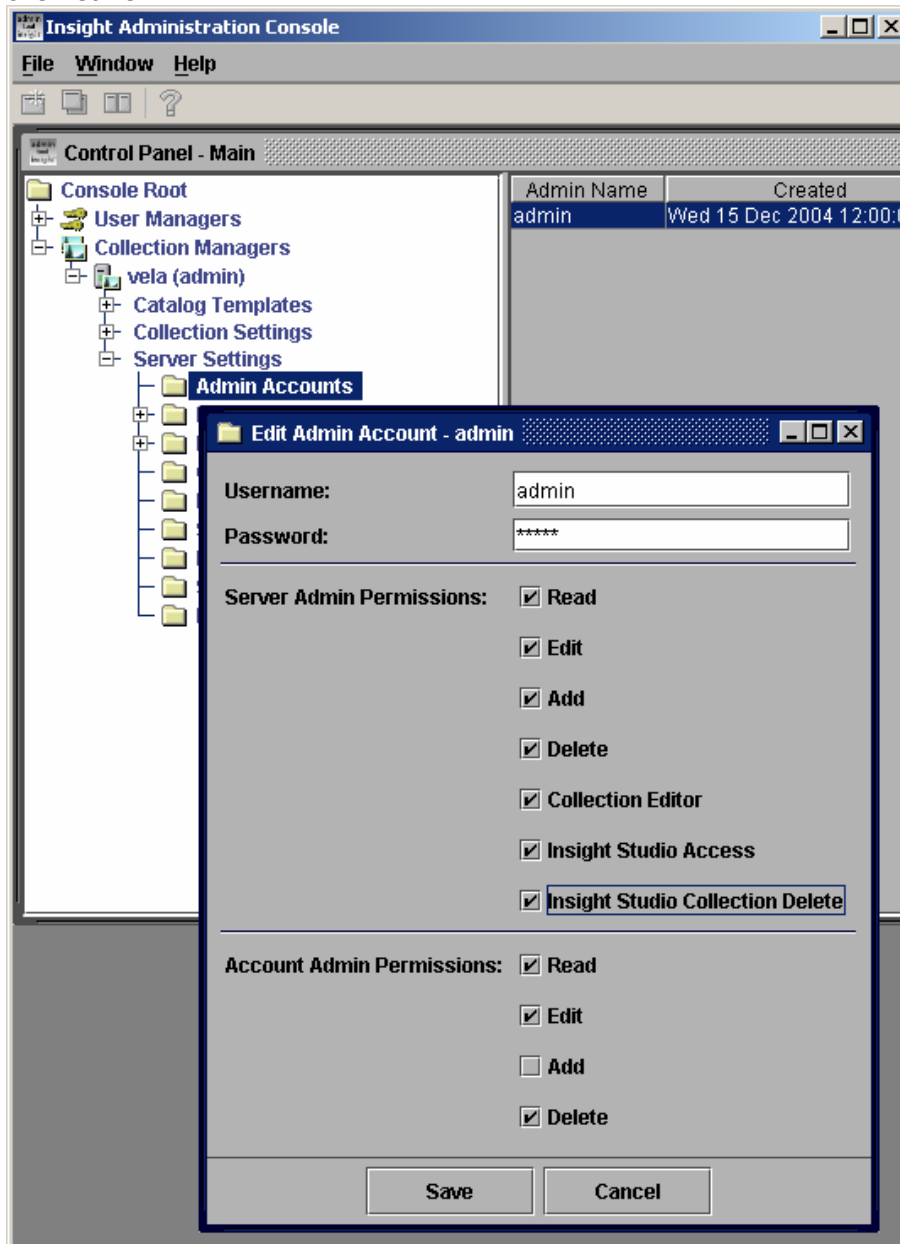 Insight Administration Console
File Window Help
Control Panel - Main
Console Root
User Managers
Collection Managers
vela (admin)
Catalog Templates
Collection Settings
Server Settings
Admin Accounts
Admin Name Created
admin Wed 15 Dec 2004 12:00:
Edit Admin Account - admin
Username: admin
Password: *****
Server Admin Permissions: Read
Edit
Add
Delete
Collection Editor
Insight Studio Access
Insight Studio Collection Delete
Account Admin Permissions: Read
Edit
Add
Delete
Save Cancel